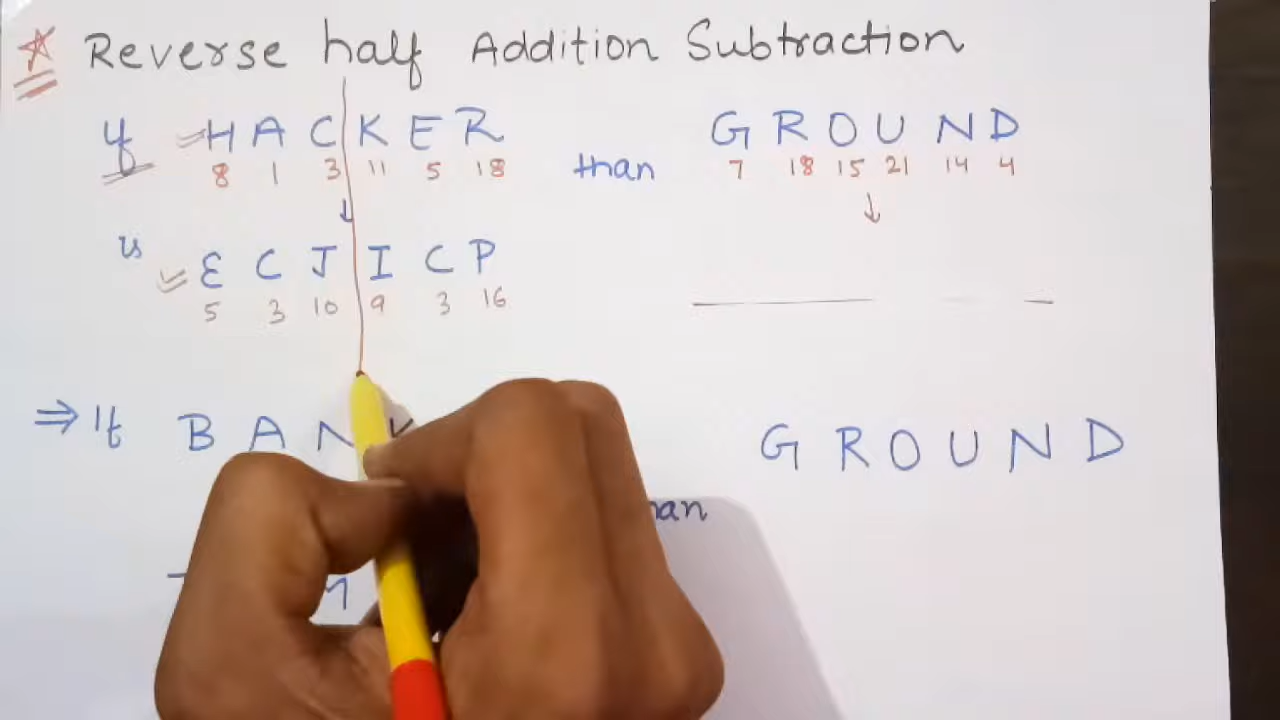 Reverse half Addition Subtraction
If HACKER than GROUND
8 1 3 11 5 18 7 18 15 21 14 4
is ECJICP
5 3 10 9 3 16
⇒ If BAN GROUND